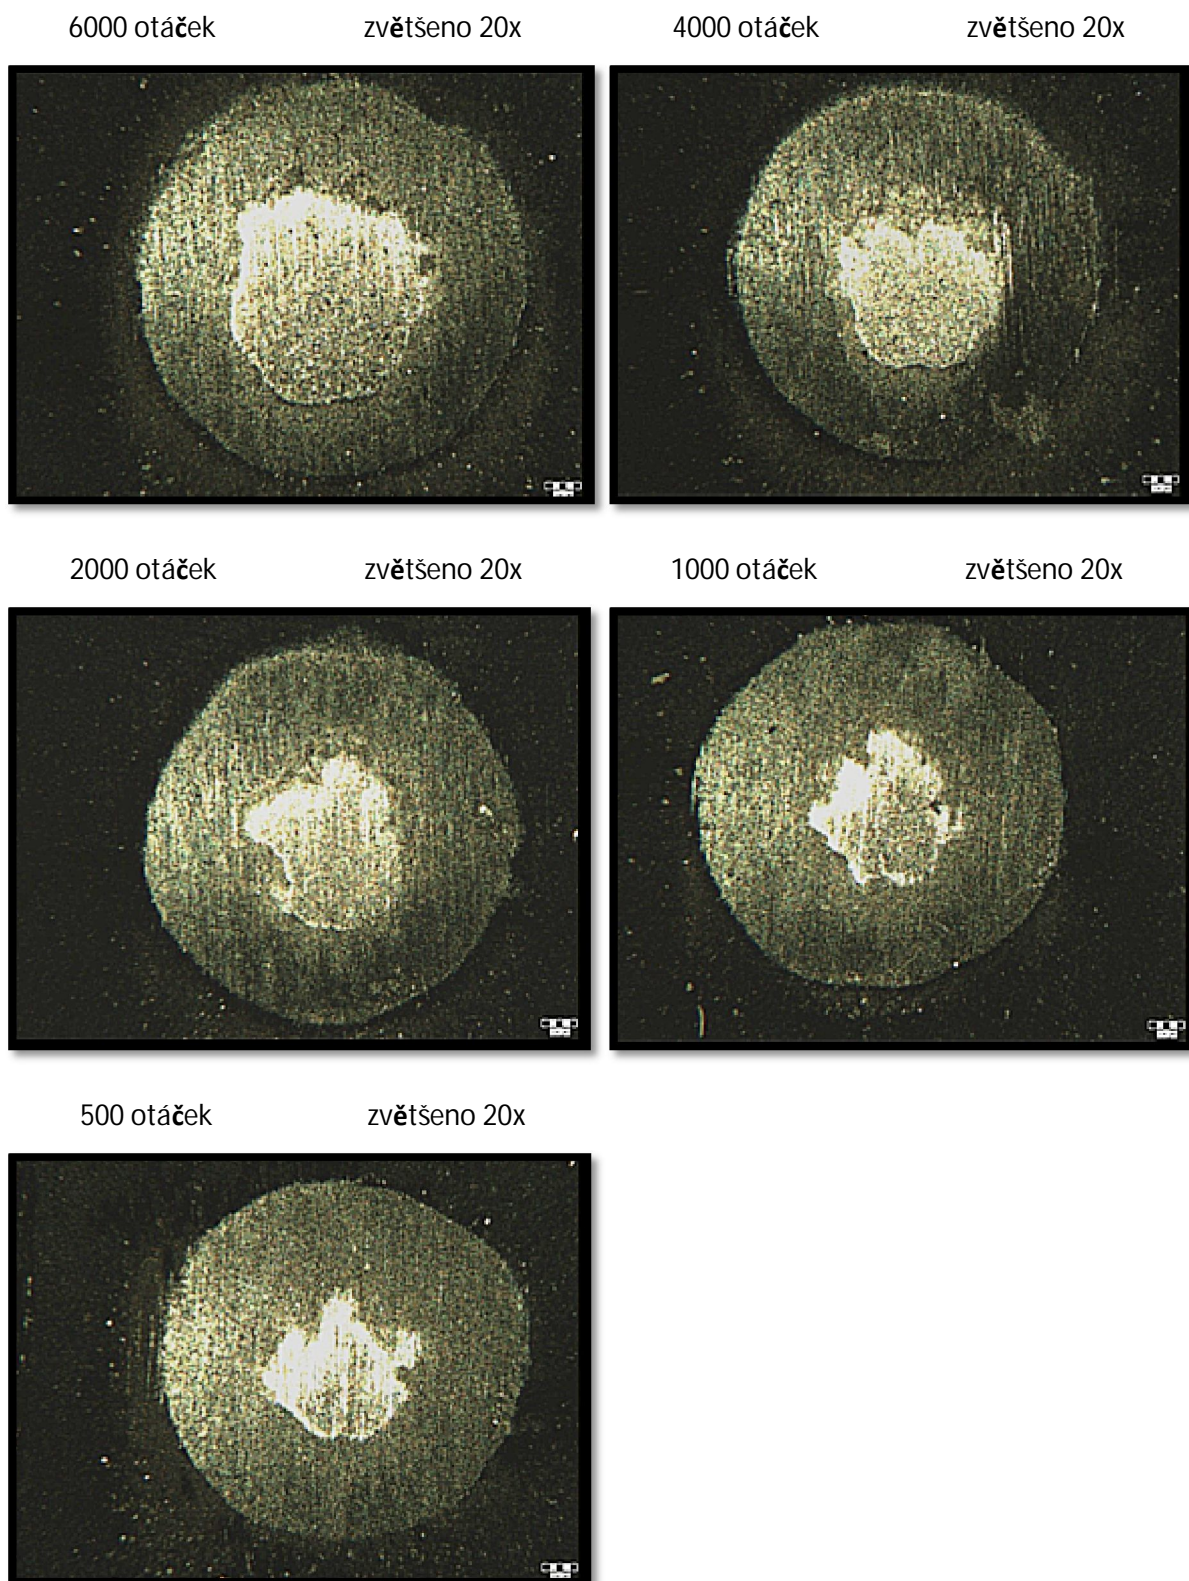 6000 otáček zvětšeno 20x
4000 otáček zvětšeno 20x
2000 otáček zvětšeno 20x
1000 otáček zvětšeno 20x
500 otáček zvětšeno 20x